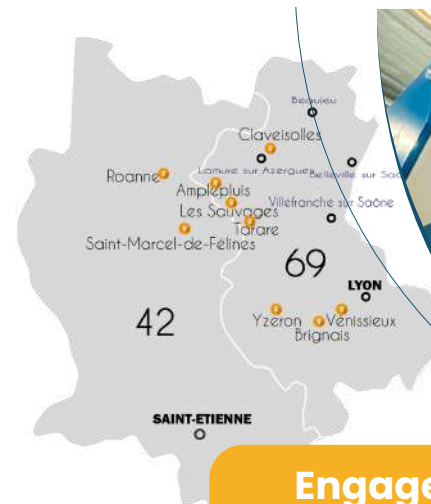 Beaujeu
Claveisolles
Lamure sur Azergues
Belleville sur Sao
Roanne
Amplepluis
Les Sauvages
Villefranche sur Saône
Tarare
Saint-Marcel-de-Félines
69
LYON
42
Yzeron
Vénissieux
Brignais
SAINT-ETIENNE
Engage